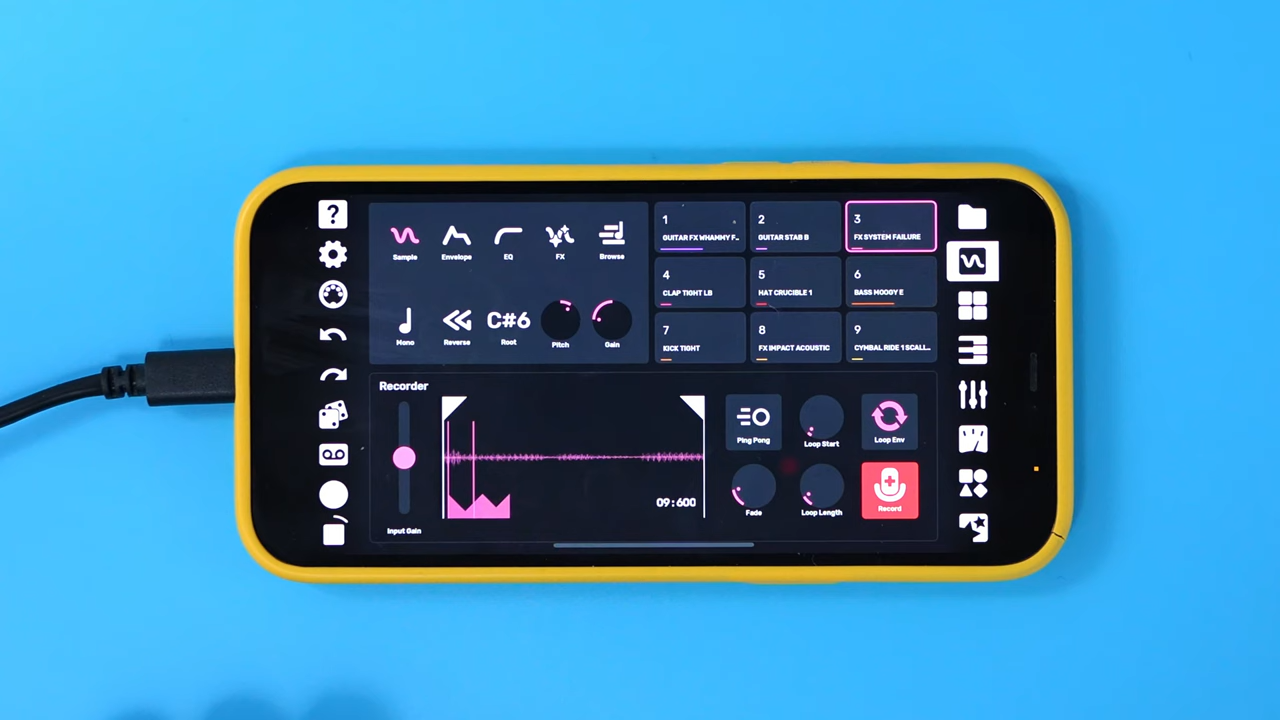 ?
Sample Envelope EQ FX Browse
Mono Reverse C#6 Root Pitch Gain
1
GUITAR FX WHAMMY F..
2
GUITAR STAB B
3
FX SYSTEM FAILURE
4
CLAP TIGHT LB
5
HAT CRUCIBLE 1
6
BASS MOOGY E
7
KICK TIGHT
8
FX IMPACT ACOUSTIC
9
CYMBAL RIDE 1 SCALL..
Recorder
Input Gain
09:600
Ping Pong
Loop Start
Loop Env
Fade
Loop Length
Record